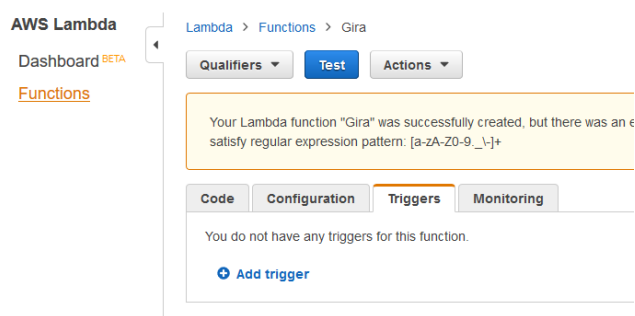 AWS Lambda
Dashboard BETA
Functions
Lambda > Functions > Gira
Qualifiers
Test
Actions
Your Lambda function "Gira" was successfully created, but there was an
satisfy regular expression pattern: [a-zA-Z0-9._\-]+
Code
Configuration
Triggers
Monitoring
You do not have any triggers for this function.
Add trigger